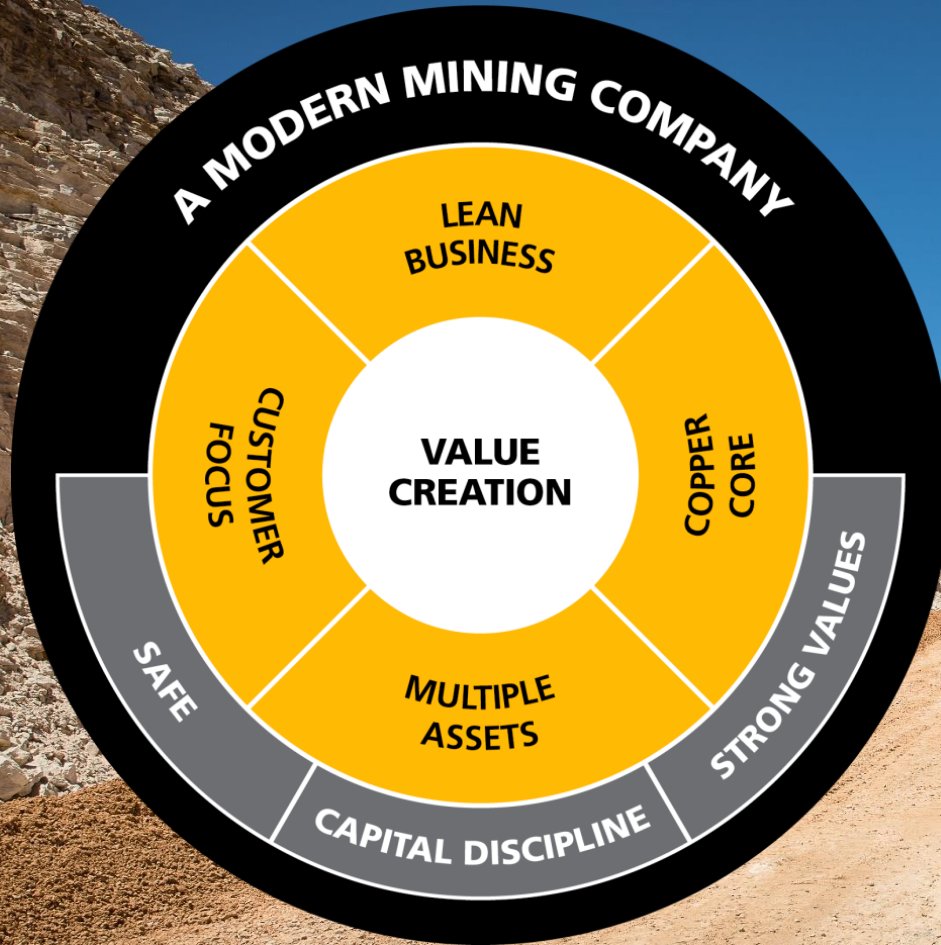 A MODERN MINING COMPANY
LEAN
BUSINESS
CUSTOMER
FOCUS
VALUE
CREATION
COPPER
CORE
MULTIPLE
ASSETS
SAFE
CAPITAL DISCIPLINE
STRONG VALUES